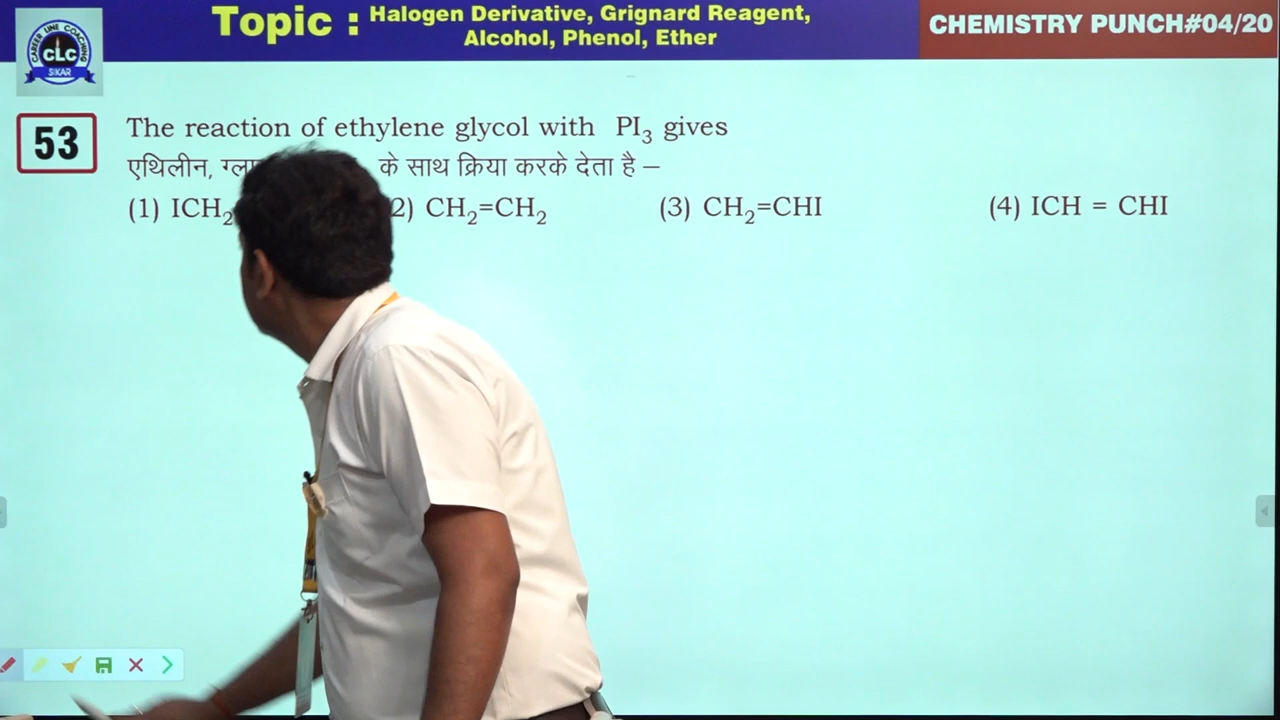 Topic : Halogen Derivative, Grignard Reagent,
Alcohol, Phenol, Ether
CHEMISTRY PUNCH#04/20
CAREER LINE COACHING
CLC
SIKAR
53
The reaction of ethylene glycol with PI₃ gives
एथिलीन, के साथ क्रिया करके देता है –
(1) ICH₂ 2) CH₂=CH₂ (3) CH₂=CHI (4) ICH = CHI